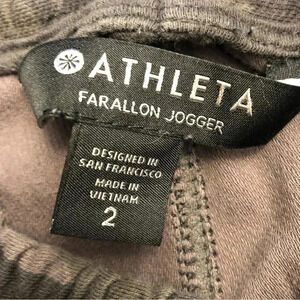 ATHLETA
FARALLON JOGGER
DESIGNED IN
SAN FRANCISCO
MADE IN
VIETNAM
2